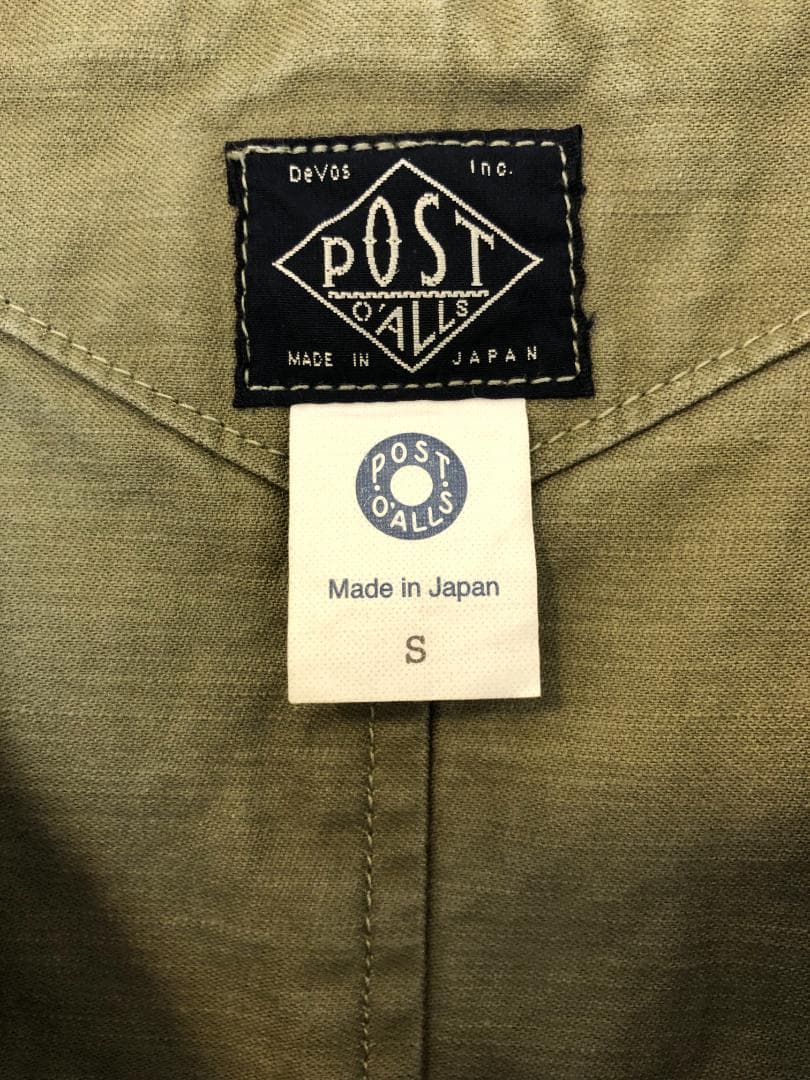 DeVos Inc.
POST
O'ALLS
MADE IN JAPAN
POST
O'ALLS
Made in Japan
S